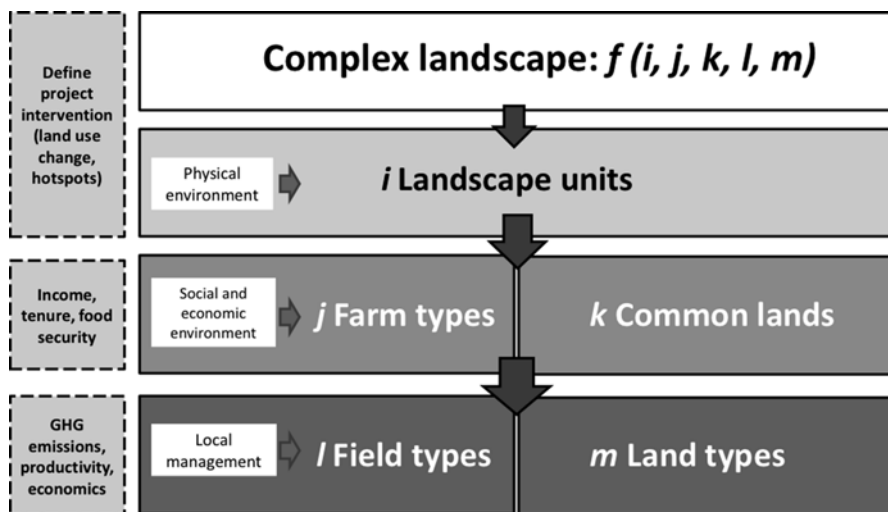 Complex landscape: f (i, j, k, l, m)
Define
project
intervention
(land use
change,
hotspots)
Physical
environment
i Landscape units
Income,
tenure, food
security
Social and
economic
environment
j Farm types
k Common lands
GHG
emissions,
productivity,
economics
Local
management
l Field types
m Land types